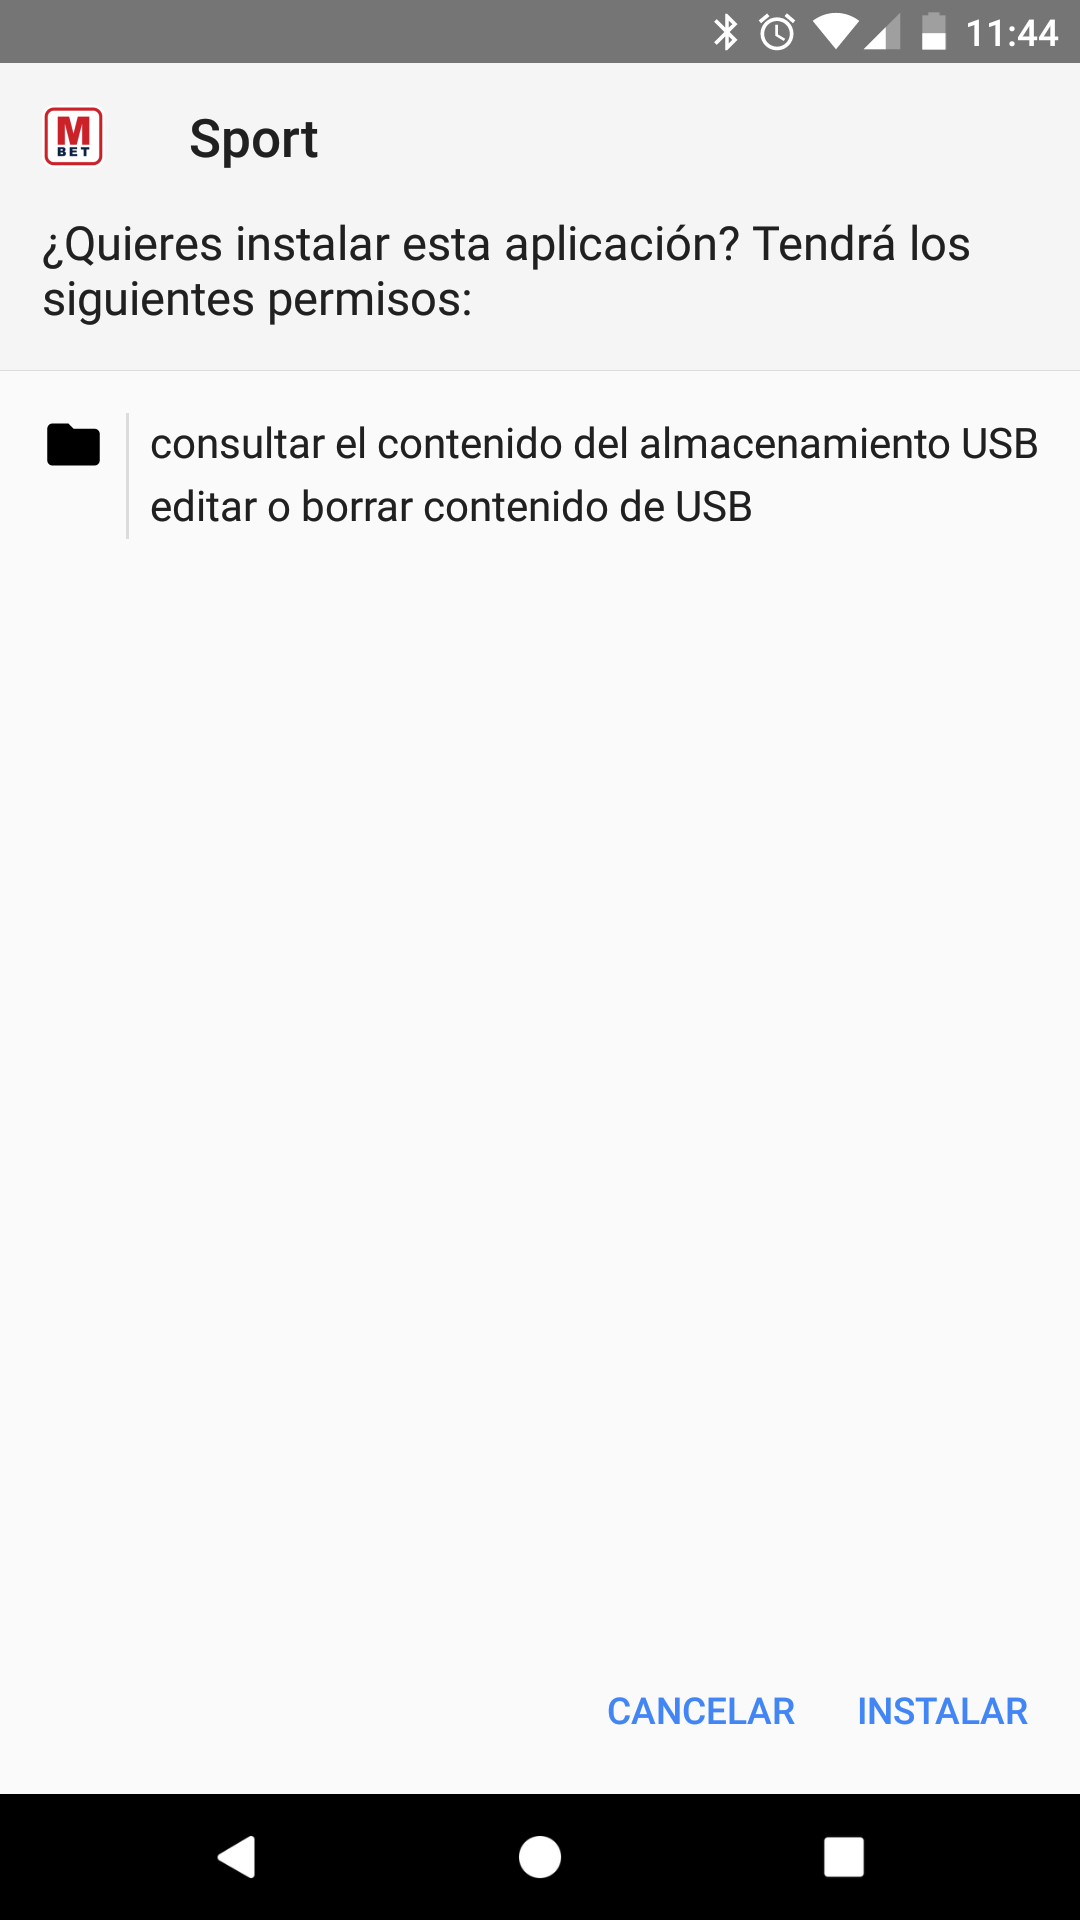 11:44
M
BET
Sport
¿Quieres instalar esta aplicación? Tendrá los
siguientes permisos:
consultar el contenido del almacenamiento USB
editar o borrar contenido de USB
CANCELAR INSTALAR